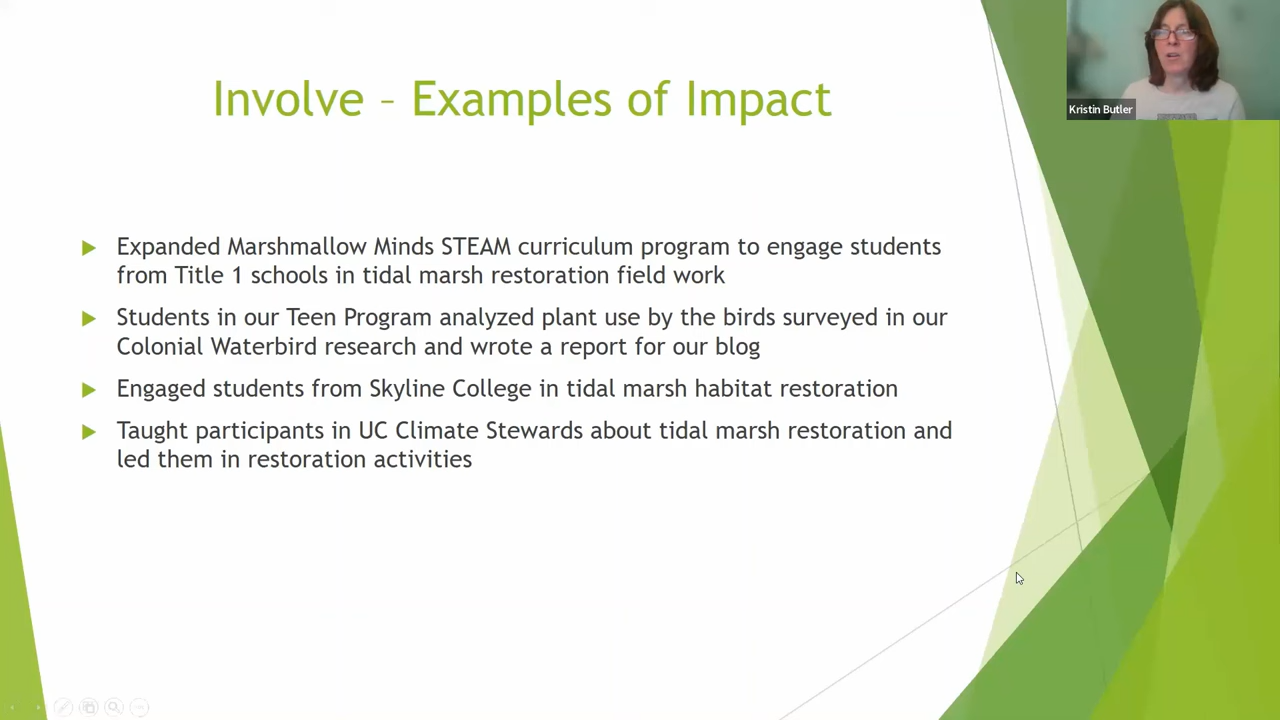 Involve – Examples of Impact
Kristin Butler
Expanded Marshmallow Minds STEAM curriculum program to engage students
from Title 1 schools in tidal marsh restoration field work
Students in our Teen Program analyzed plant use by the birds surveyed in our
Colonial Waterbird research and wrote a report for our blog
Engaged students from Skyline College in tidal marsh habitat restoration
Taught participants in UC Climate Stewards about tidal marsh restoration and
led them in restoration activities